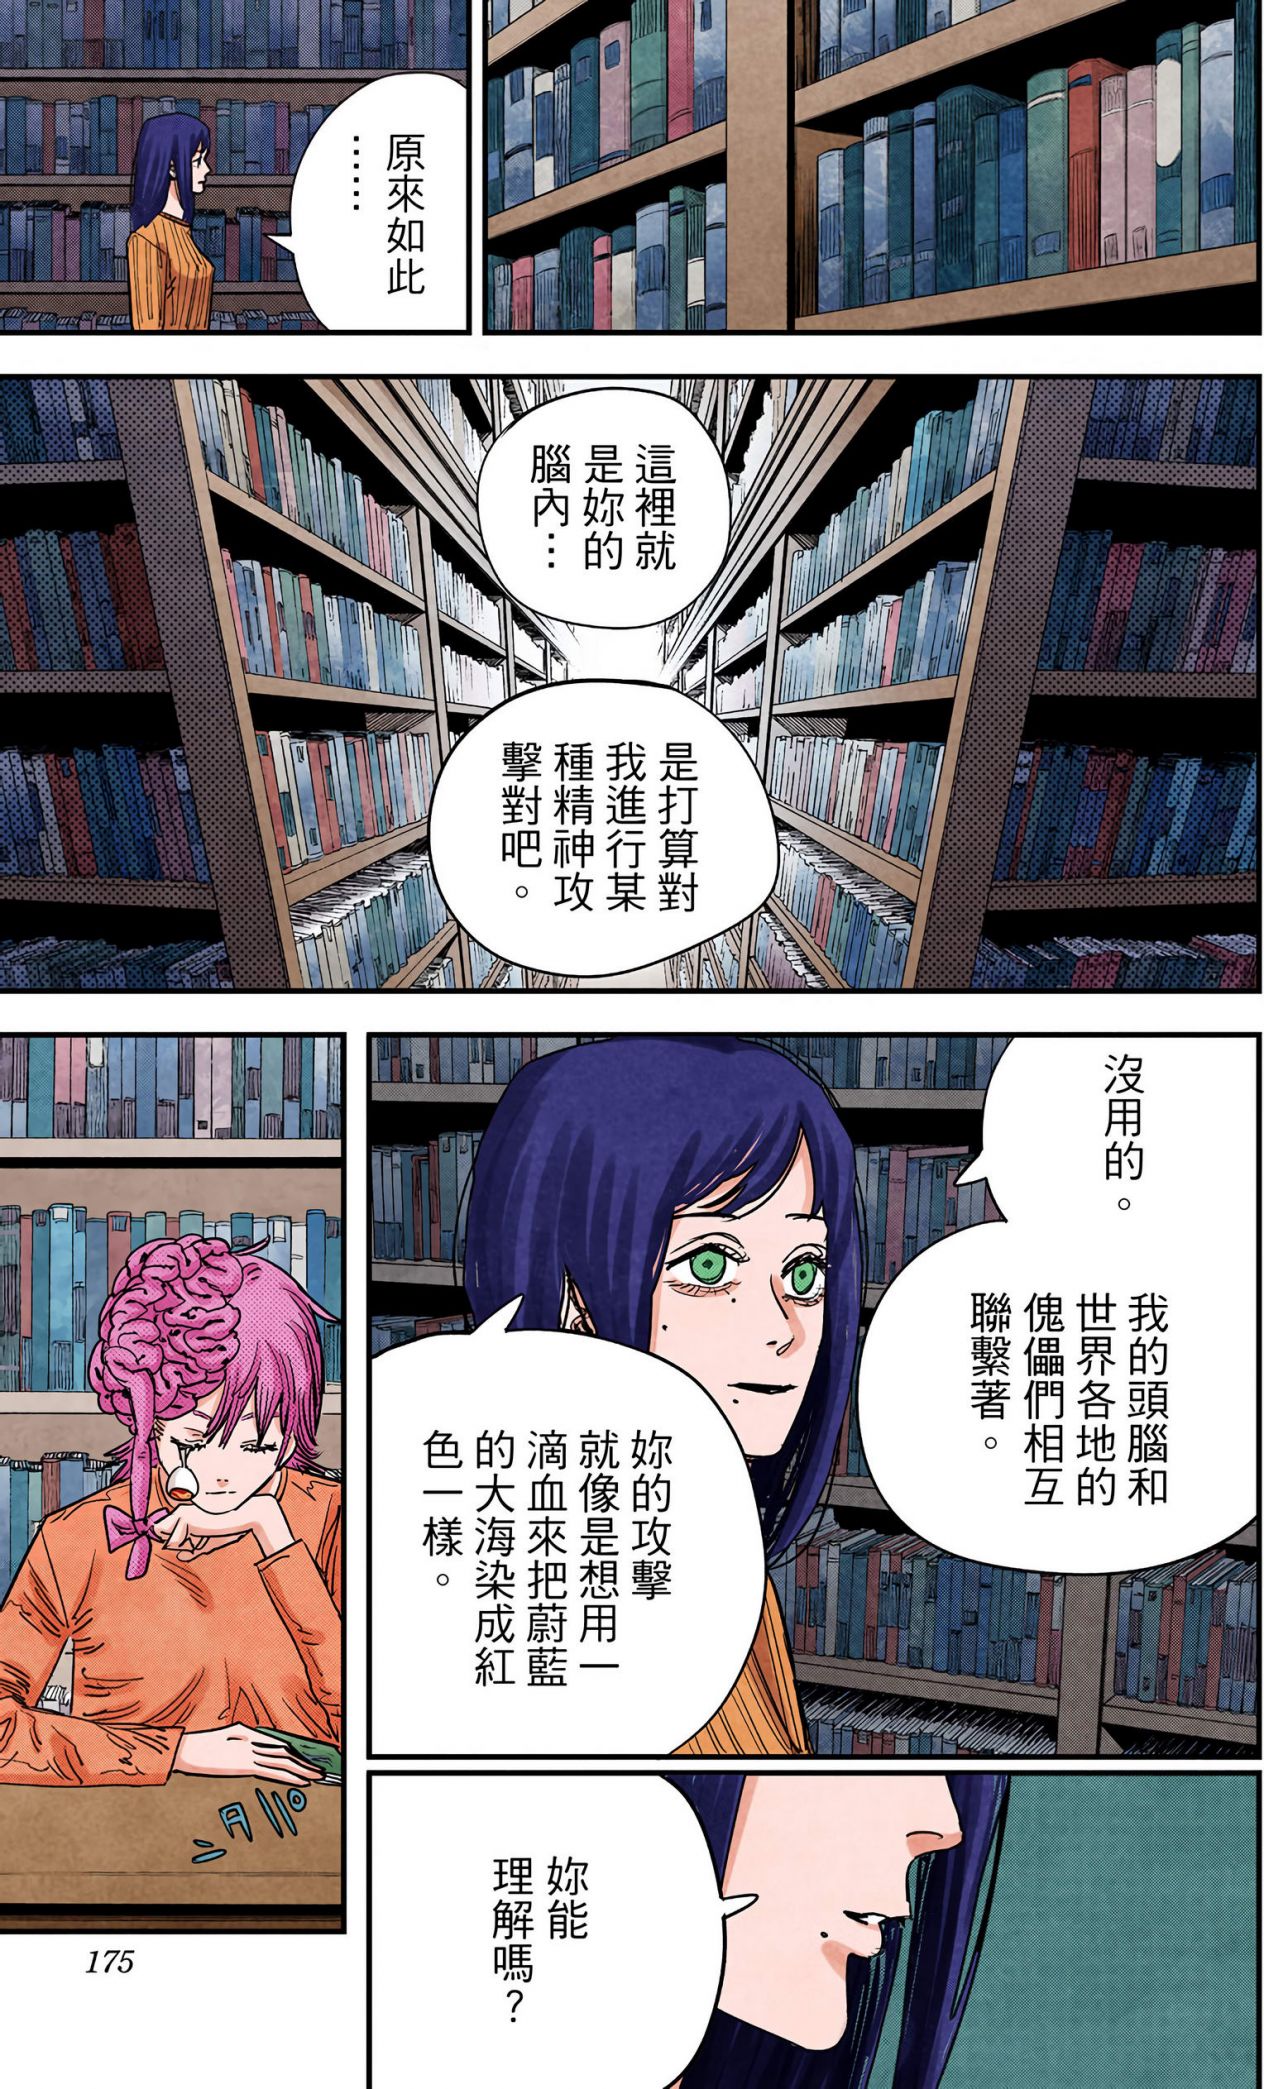 原來如此
⋯⋯
這裡就
是妳的
腦內⋯
是打算對
我進行某
種精神攻
擊對吧。
沒用的。
我的頭腦和
世界各地的
傀儡們相互
聯繫著。
妳的攻擊
就像是想用一
滴血來把蔚藍
的大海染成紅
色一樣。
妳能
理解嗎？
175